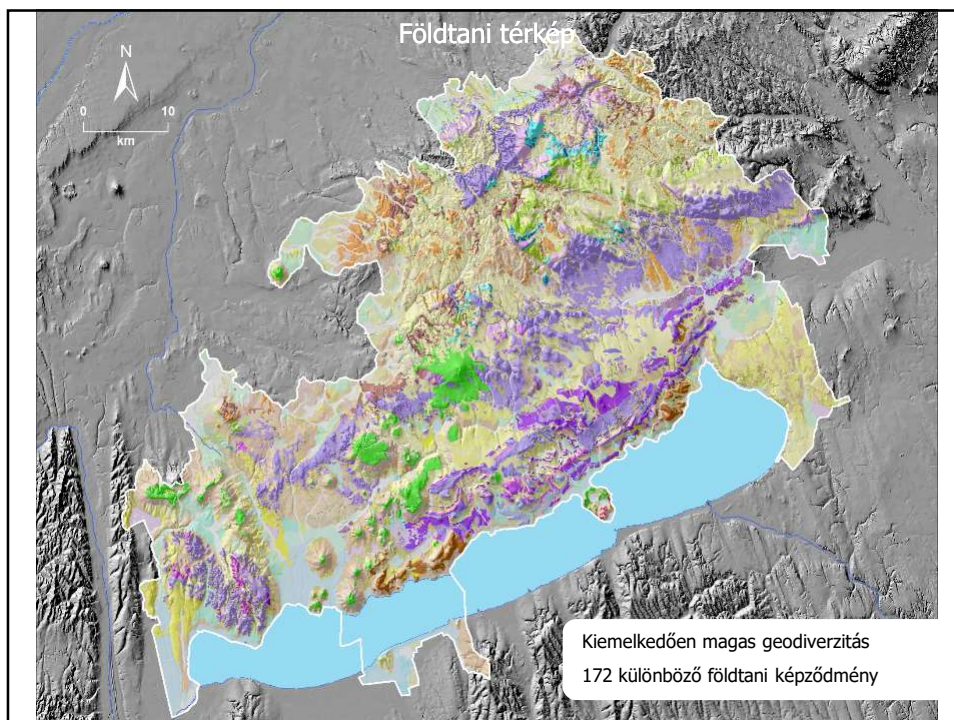 Földtani térkép
N
0 10
km
Kiemelkedően magas geodiverzitás
172 különböző földtani képződmény